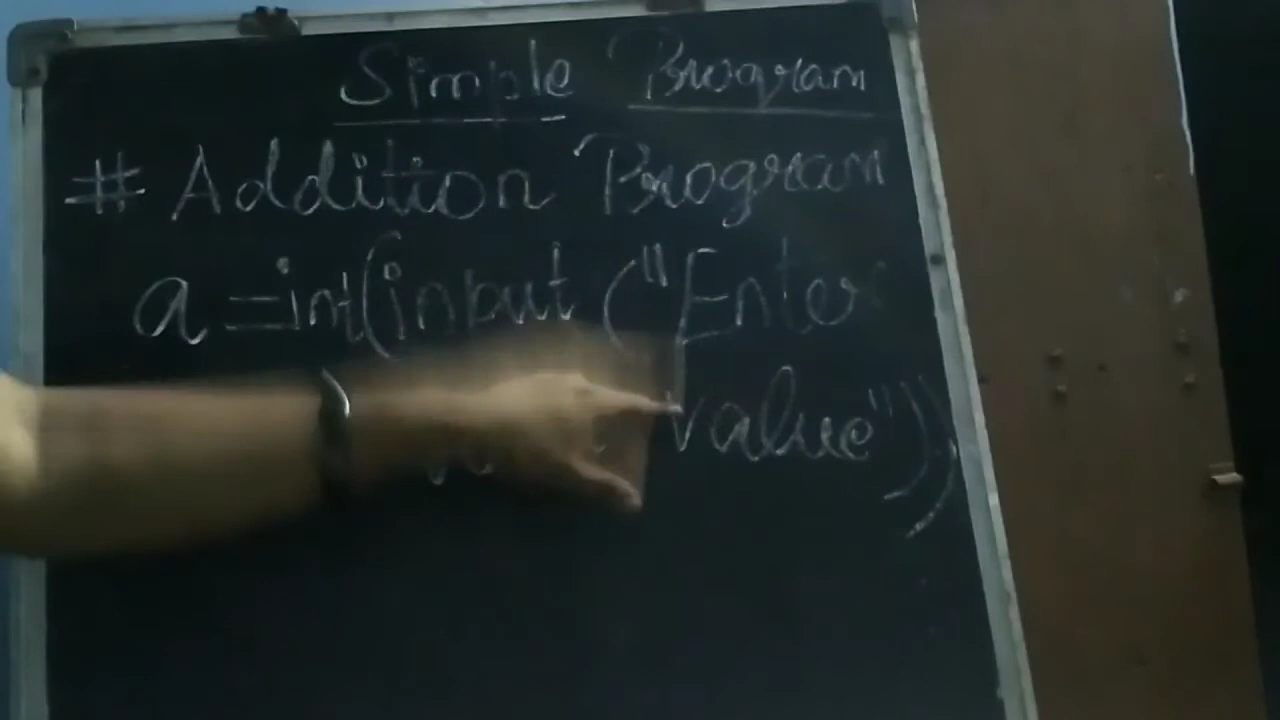 Simple Program
# Addition Program
a=int(input("Enter
value"))